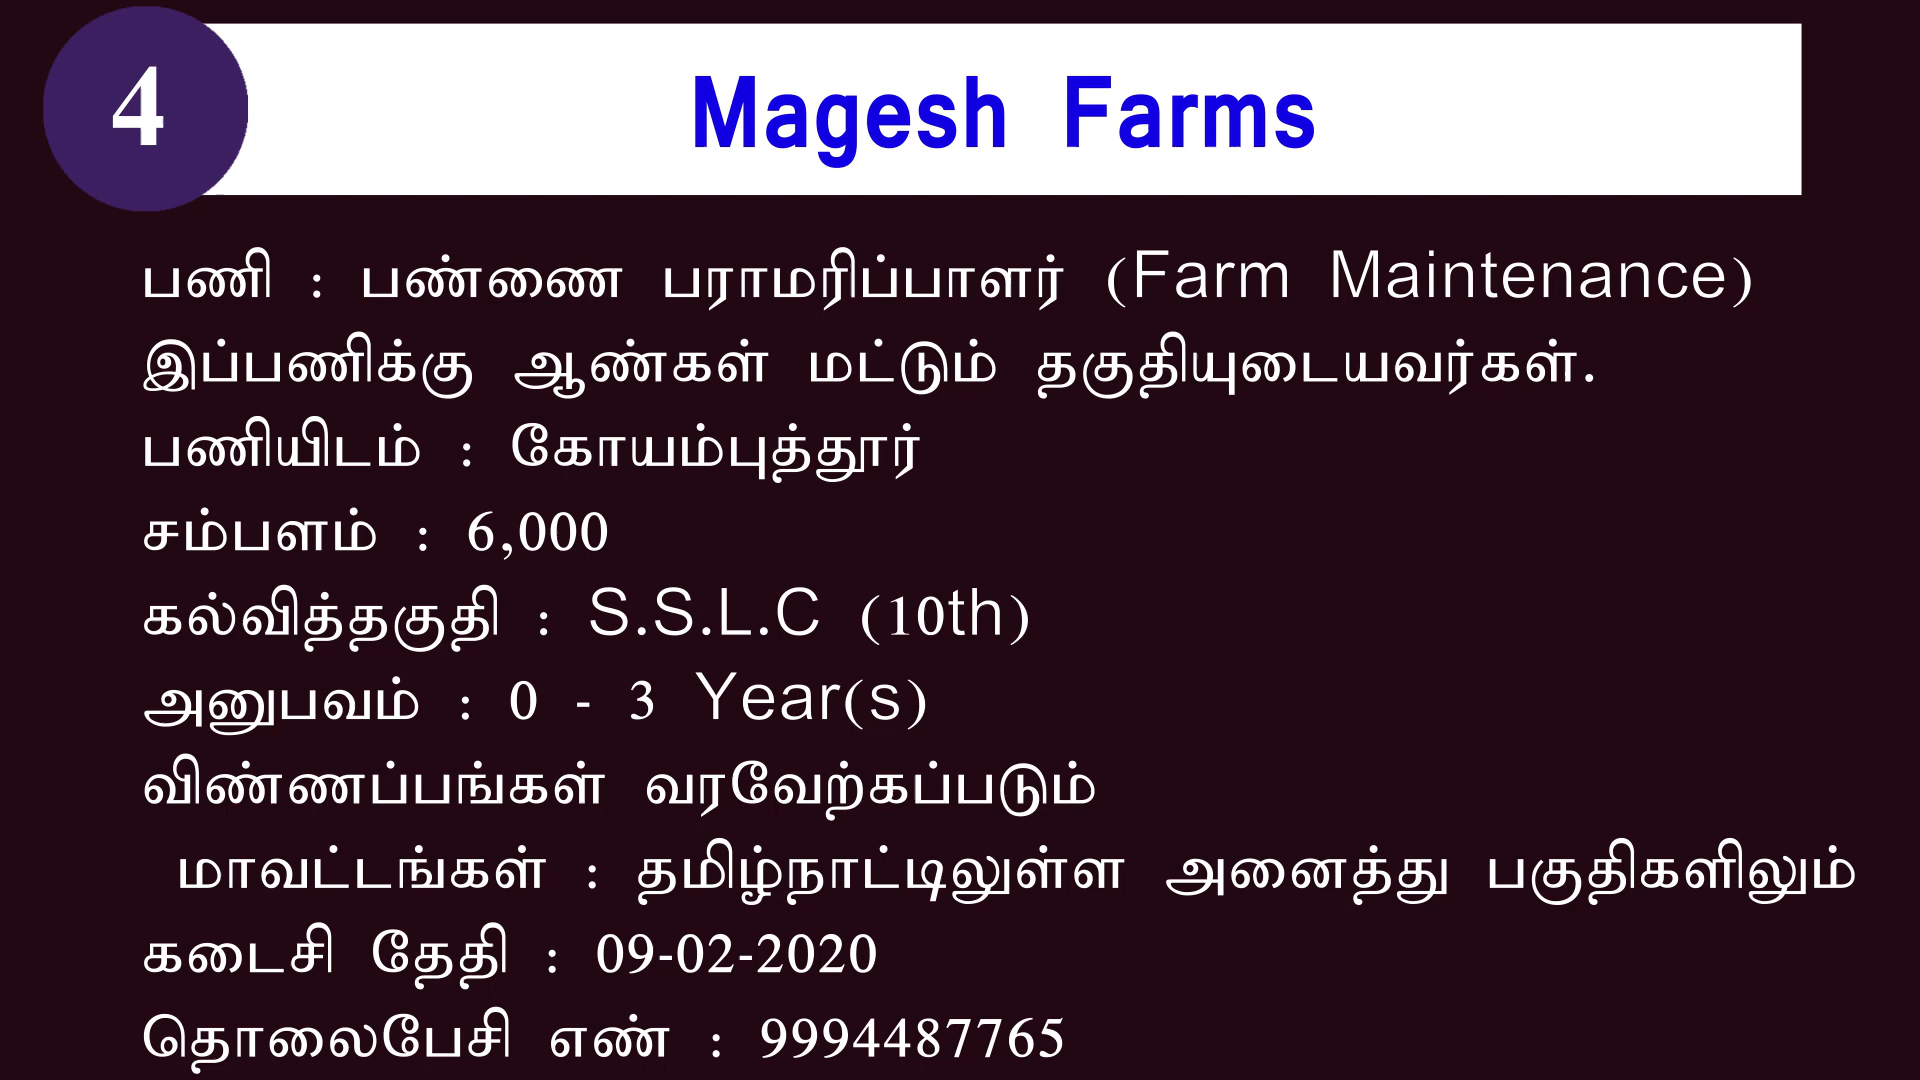 4
Magesh Farms
பணி : பண்ணை பராமரிப்பாளர் (Farm Maintenance)
இப்பணிக்கு ஆண்கள் மட்டும் தகுதியுடையவர்கள்.
பணியிடம் : கோயம்புத்தூர்
சம்பளம் : 6,000
கல்வித்தகுதி : S.S.L.C (10th)
அனுபவம் : 0 - 3 Year(s)
விண்ணப்பங்கள் வரவேற்கப்படும்
மாவட்டங்கள் : தமிழ்நாட்டிலுள்ள அனைத்து பகுதிகளிலும்
கடைசி தேதி : 09-02-2020
தொலைபேசி எண் : 9994487765